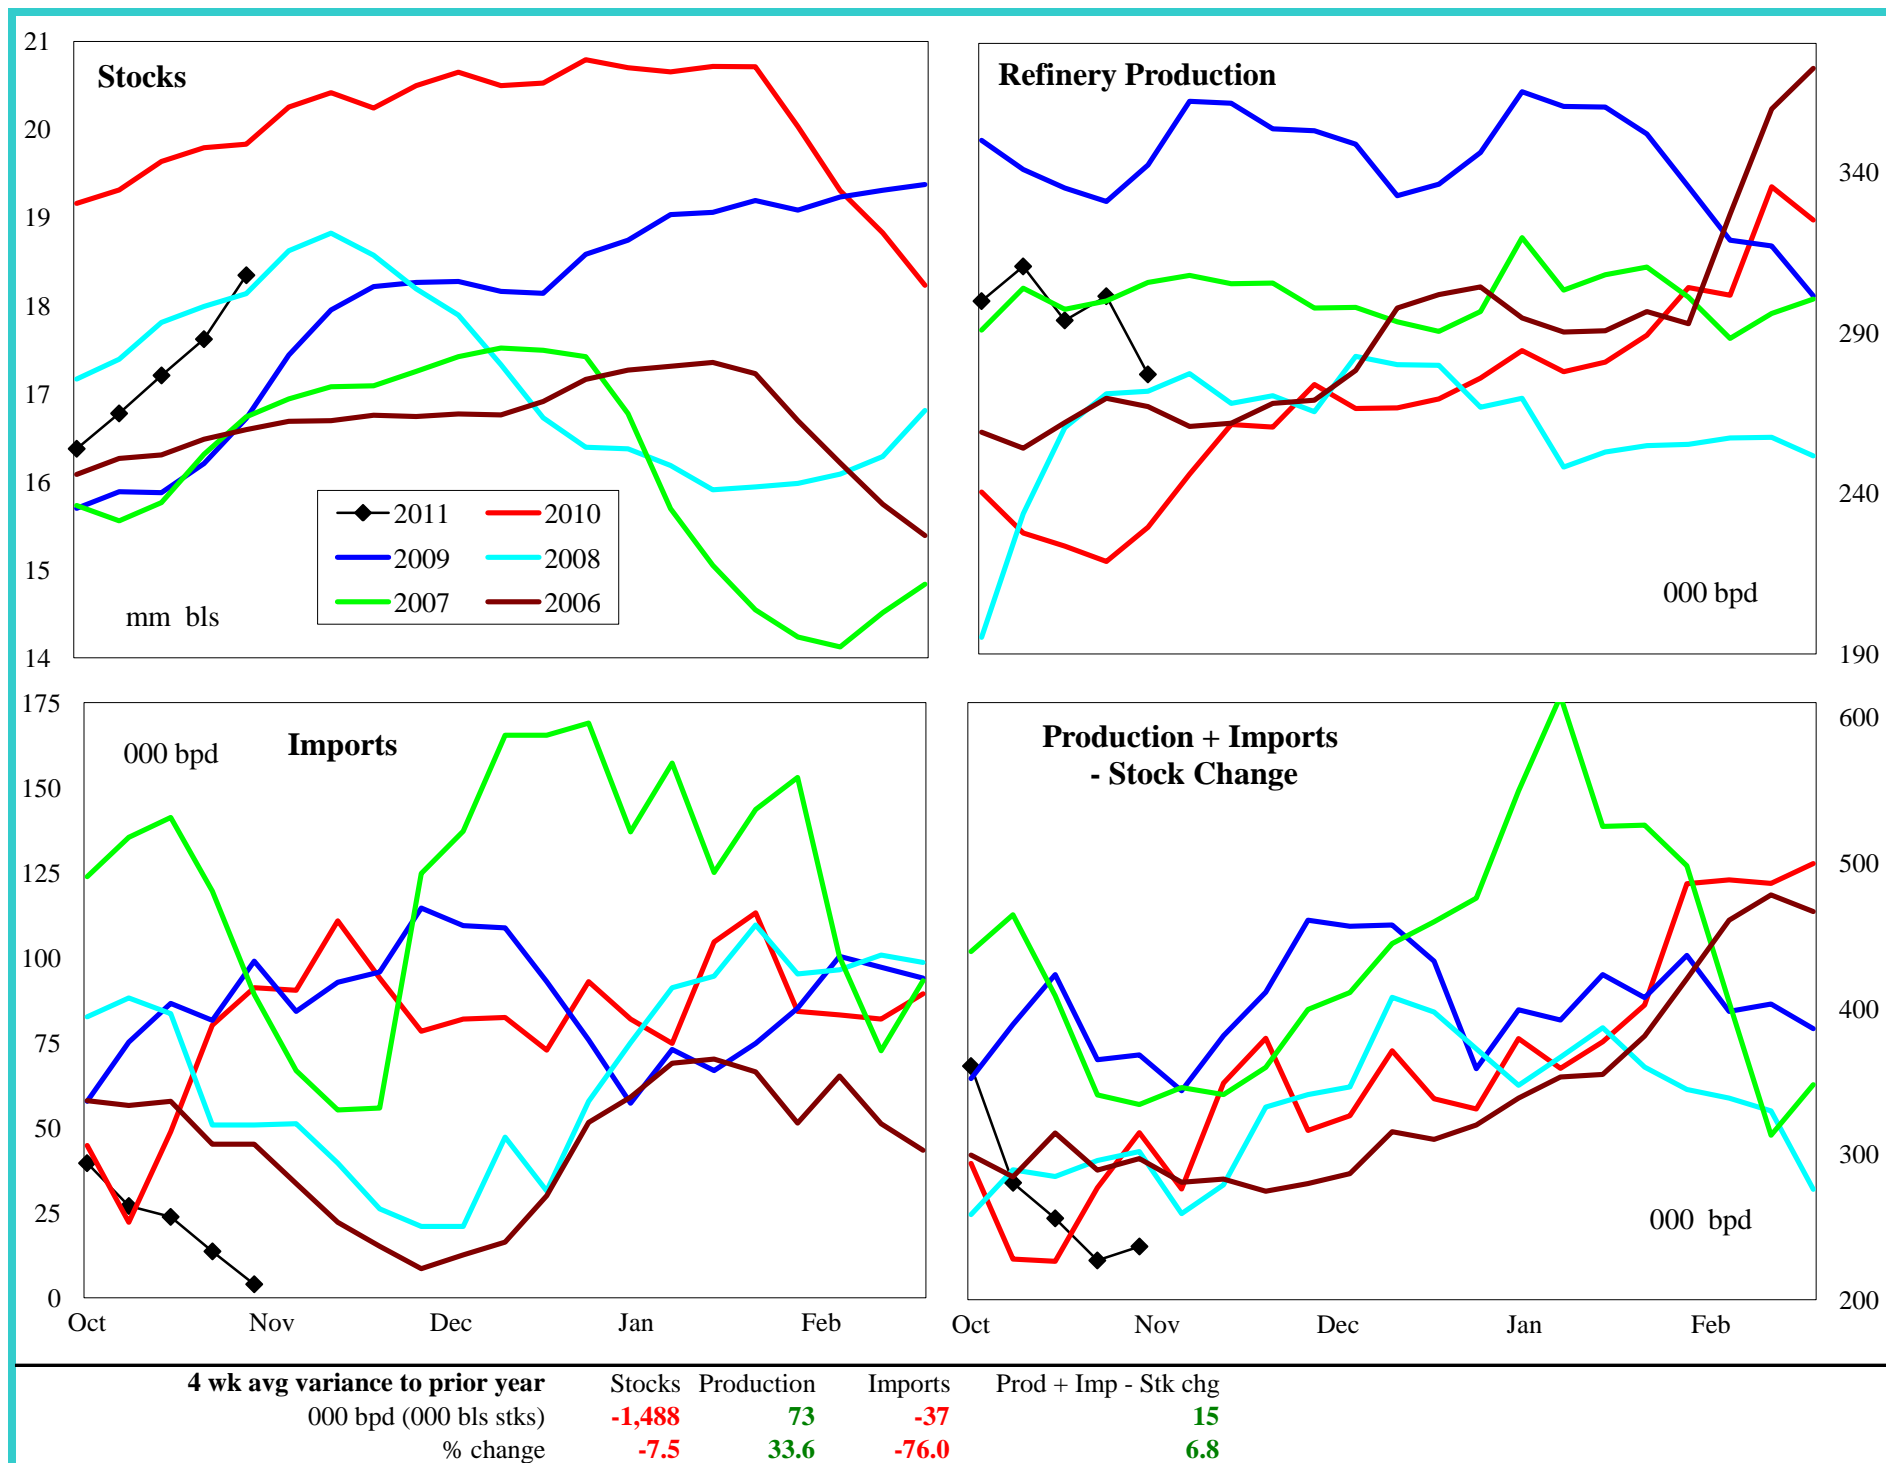 Stocks
21
20
19
18
17
16
15
14
mm bls
2011 2010
2009 2008
2007 2006
Refinery Production
340
290
240
190
000 bpd
Imports
000 bpd
175
150
125
100
75
50
25
0
Oct Nov Dec Jan Feb
Production + Imports
- Stock Change
600
500
400
300
200
000 bpd
Oct Nov Dec Jan Feb
4 wk avg variance to prior year Stocks Production Imports Prod + Imp - Stk chg
000 bpd (000 bls stks) -1,488 73 -37 15
% change -7.5 33.6 -76.0 6.8